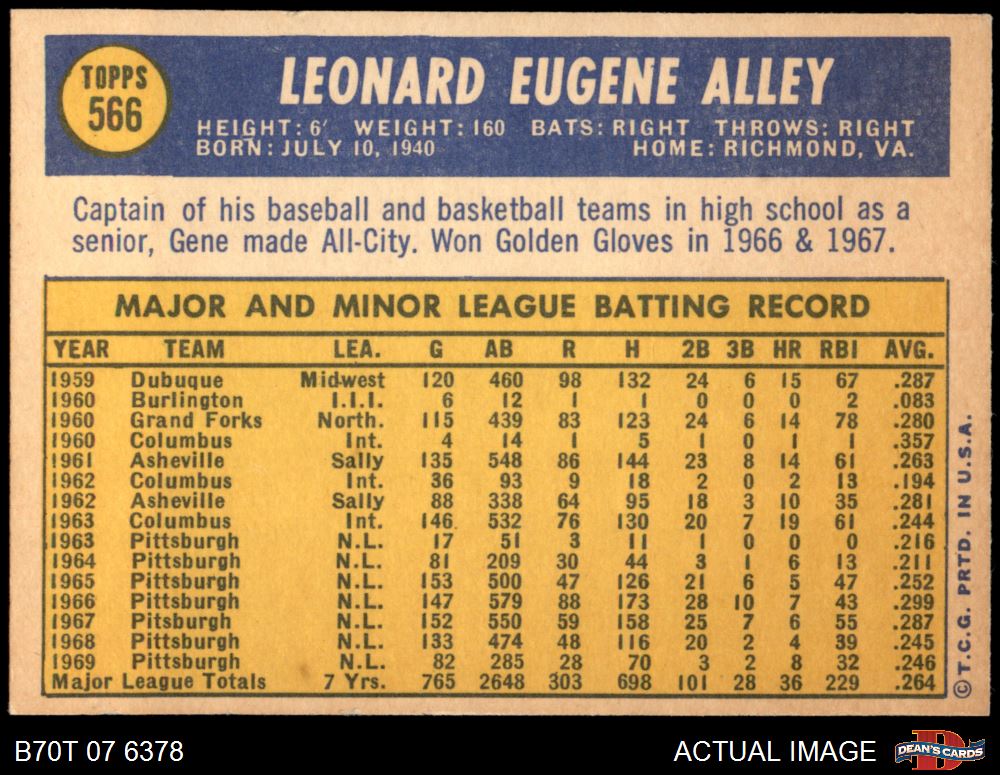 TOPPS
566
LEONARD EUGENE ALLEY
HEIGHT: 6' WEIGHT: 160 BATS: RIGHT THROWS: RIGHT
BORN: JULY 10, 1940 HOME: RICHMOND, VA.
Captain of his baseball and basketball teams in high school as a
senior, Gene made All-City. Won Golden Gloves in 1966 & 1967.
MAJOR AND MINOR LEAGUE BATTING RECORD
YEAR TEAM LEA. G AB R H 2B 3B HR RBI AVG.
1959 Dubuque Midwest 120 460 98 132 24 6 15 67 .287
1960 Burlington I.I.I. 6 12 1 1 0 0 0 2 .083
1960 Grand Forks North. 115 439 83 123 24 6 14 78 .280
1960 Columbus Int. 4 14 1 5 1 0 1 1 .357
1961 Asheville Sally 135 548 86 144 23 8 14 61 .263
1962 Columbus Int. 36 93 9 18 2 0 2 13 .194
1962 Asheville Sally 88 338 64 95 18 3 10 35 .281
1963 Columbus Int. 146 532 76 130 20 7 19 61 .244
1963 Pittsburgh N.L. 17 51 3 11 1 0 0 0 .216
1964 Pittsburgh N.L. 81 209 30 44 3 1 6 13 .211
1965 Pittsburgh N.L. 153 500 47 126 21 6 5 47 .252
1966 Pittsburgh N.L. 147 579 88 173 28 10 7 43 .299
1967 Pittsburgh N.L. 152 550 59 158 25 7 6 55 .287
1968 Pittsburgh N.L. 133 474 48 116 20 2 4 39 .245
1969 Pittsburgh N.L. 82 285 28 70 3 2 8 32 .246
Major League Totals 7 Yrs. 765 2648 303 698 101 28 36 229 .264
© T.C.G. PRTD. IN U.S.A.
B70T 07 6378
ACTUAL IMAGE
D
DEAN'S CARDS